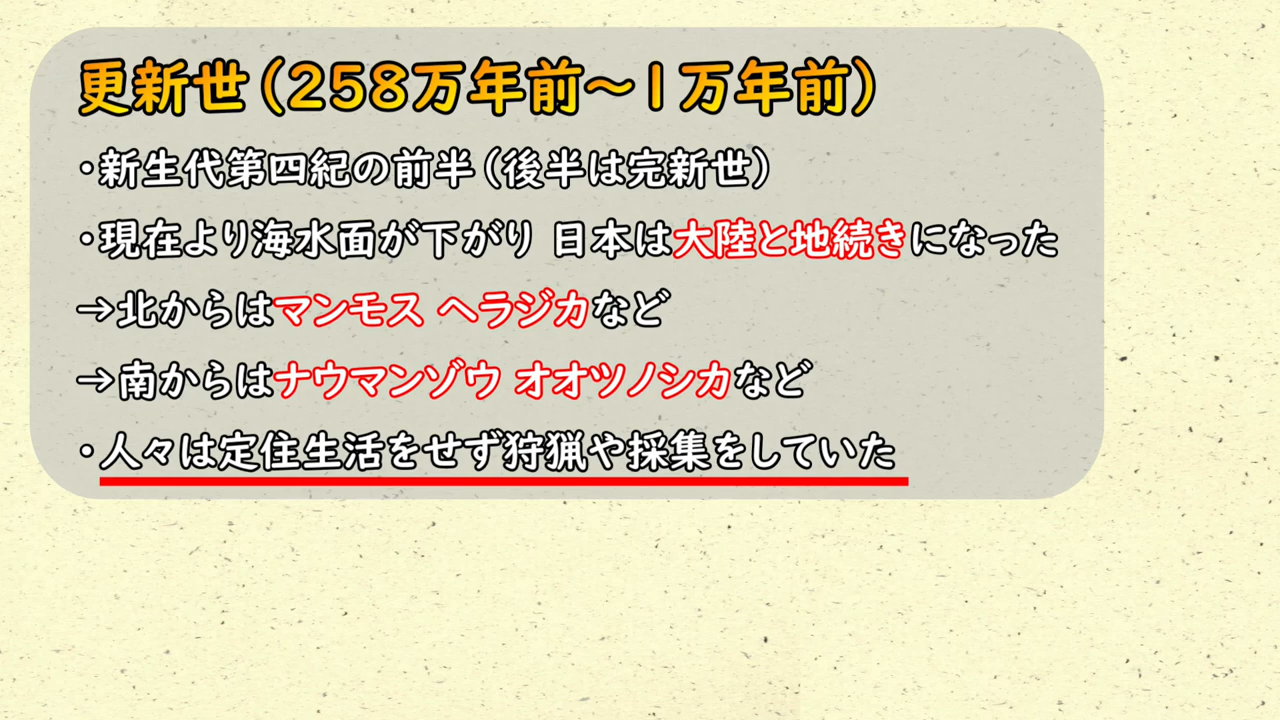 更新世(258万年前～1万年前)
・新生代第四紀の前半(後半は完新世)
・現在より海水面が下がり 日本は大陸と地続きになった
→北からはマンモス ヘラジカなど
→南からはナウマンゾウ オオツノシカなど
・人々は定住生活をせず狩猟や採集をしていた